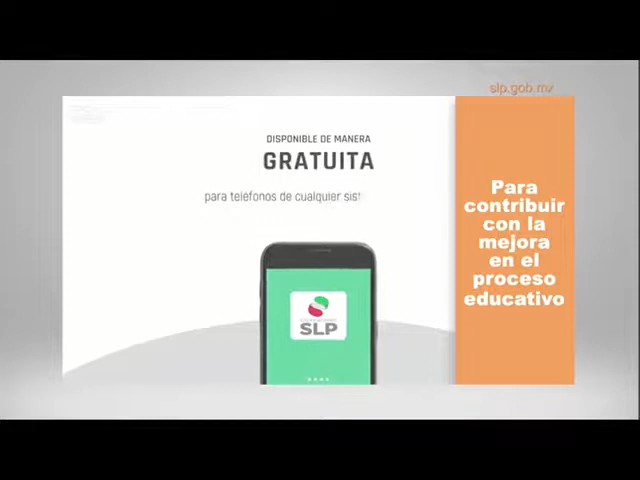 slp.gob.mx
DISPONIBLE DE MANERA
GRATUITA
para teléfonos de cualquier sist
SLP
Para
contribuir
con la
mejora
en el
proceso
educativo